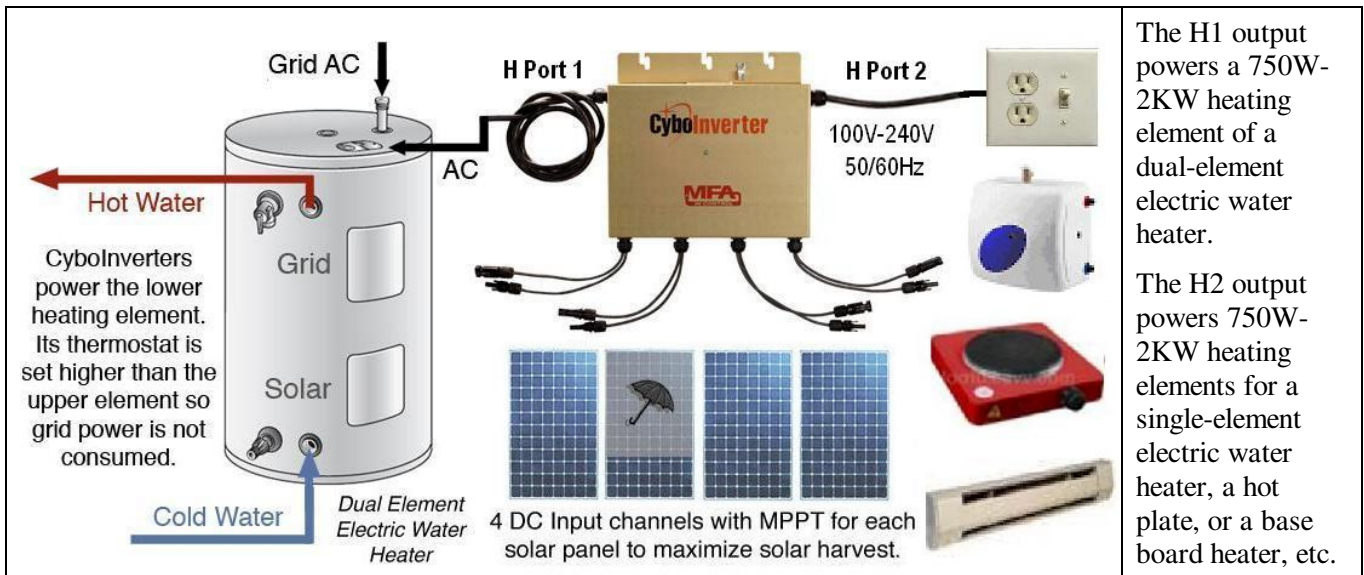 Grid AC
H Port 1
H Port 2
CyboInverter
100V-240V
50/60Hz
AC
MFA
IN CONTROL
Hot Water
CyboInverters
power the lower
heating element.
Its thermostat is
set higher than the
upper element so
grid power is not
consumed.
Grid
Solar
Cold Water
Dual Element
Electric Water
Heater
4 DC Input channels with MPPT for each
solar panel to maximize solar harvest.
The H1 output
powers a 750W-
2KW heating
element of a
dual-element
electric water
heater.
The H2 output
powers 750W-
2KW heating
elements for a
single-element
electric water
heater, a hot
plate, or a base
board heater, etc.